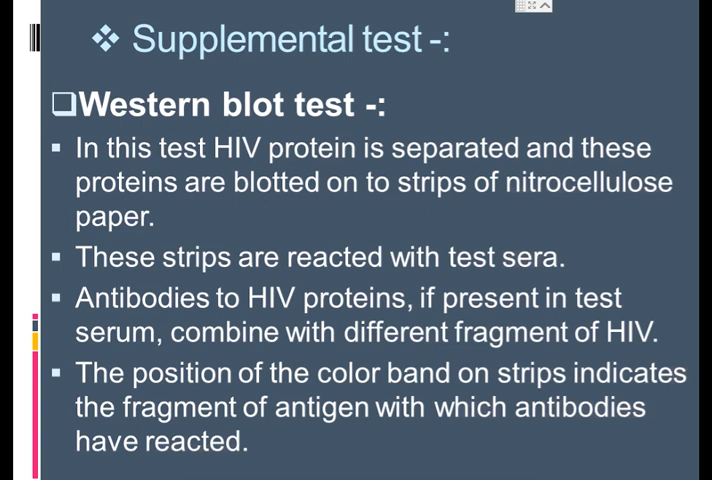 Supplemental test -:
Western blot test -:
In this test HIV protein is separated and these
proteins are blotted on to strips of nitrocellulose
paper.
These strips are reacted with test sera.
Antibodies to HIV proteins, if present in test
serum, combine with different fragment of HIV.
The position of the color band on strips indicates
the fragment of antigen with which antibodies
have reacted.